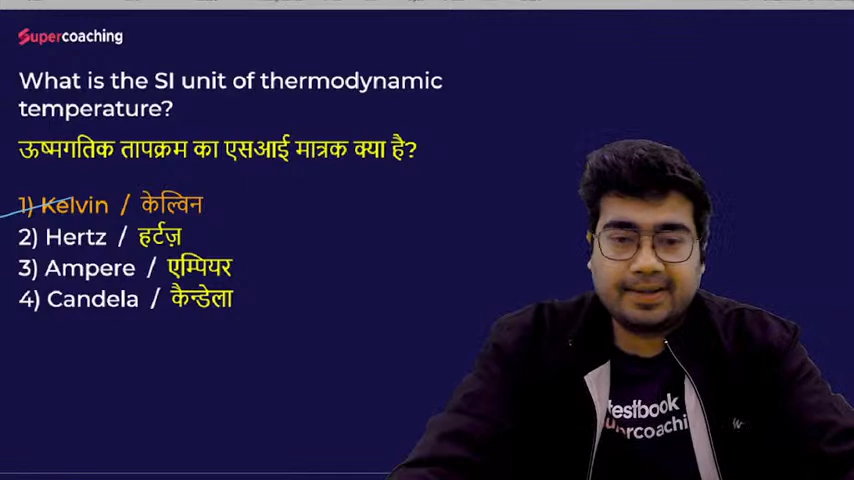 Supercoaching
What is the SI unit of thermodynamic
temperature?
ऊष्मगतिक तापक्रम का एसआई मात्रक क्या है?
1) Kelvin / केल्विन
2) Hertz / हर्टज़
3) Ampere / एम्पियर
4) Candela / कैन्डेला
testbook
supercoachi